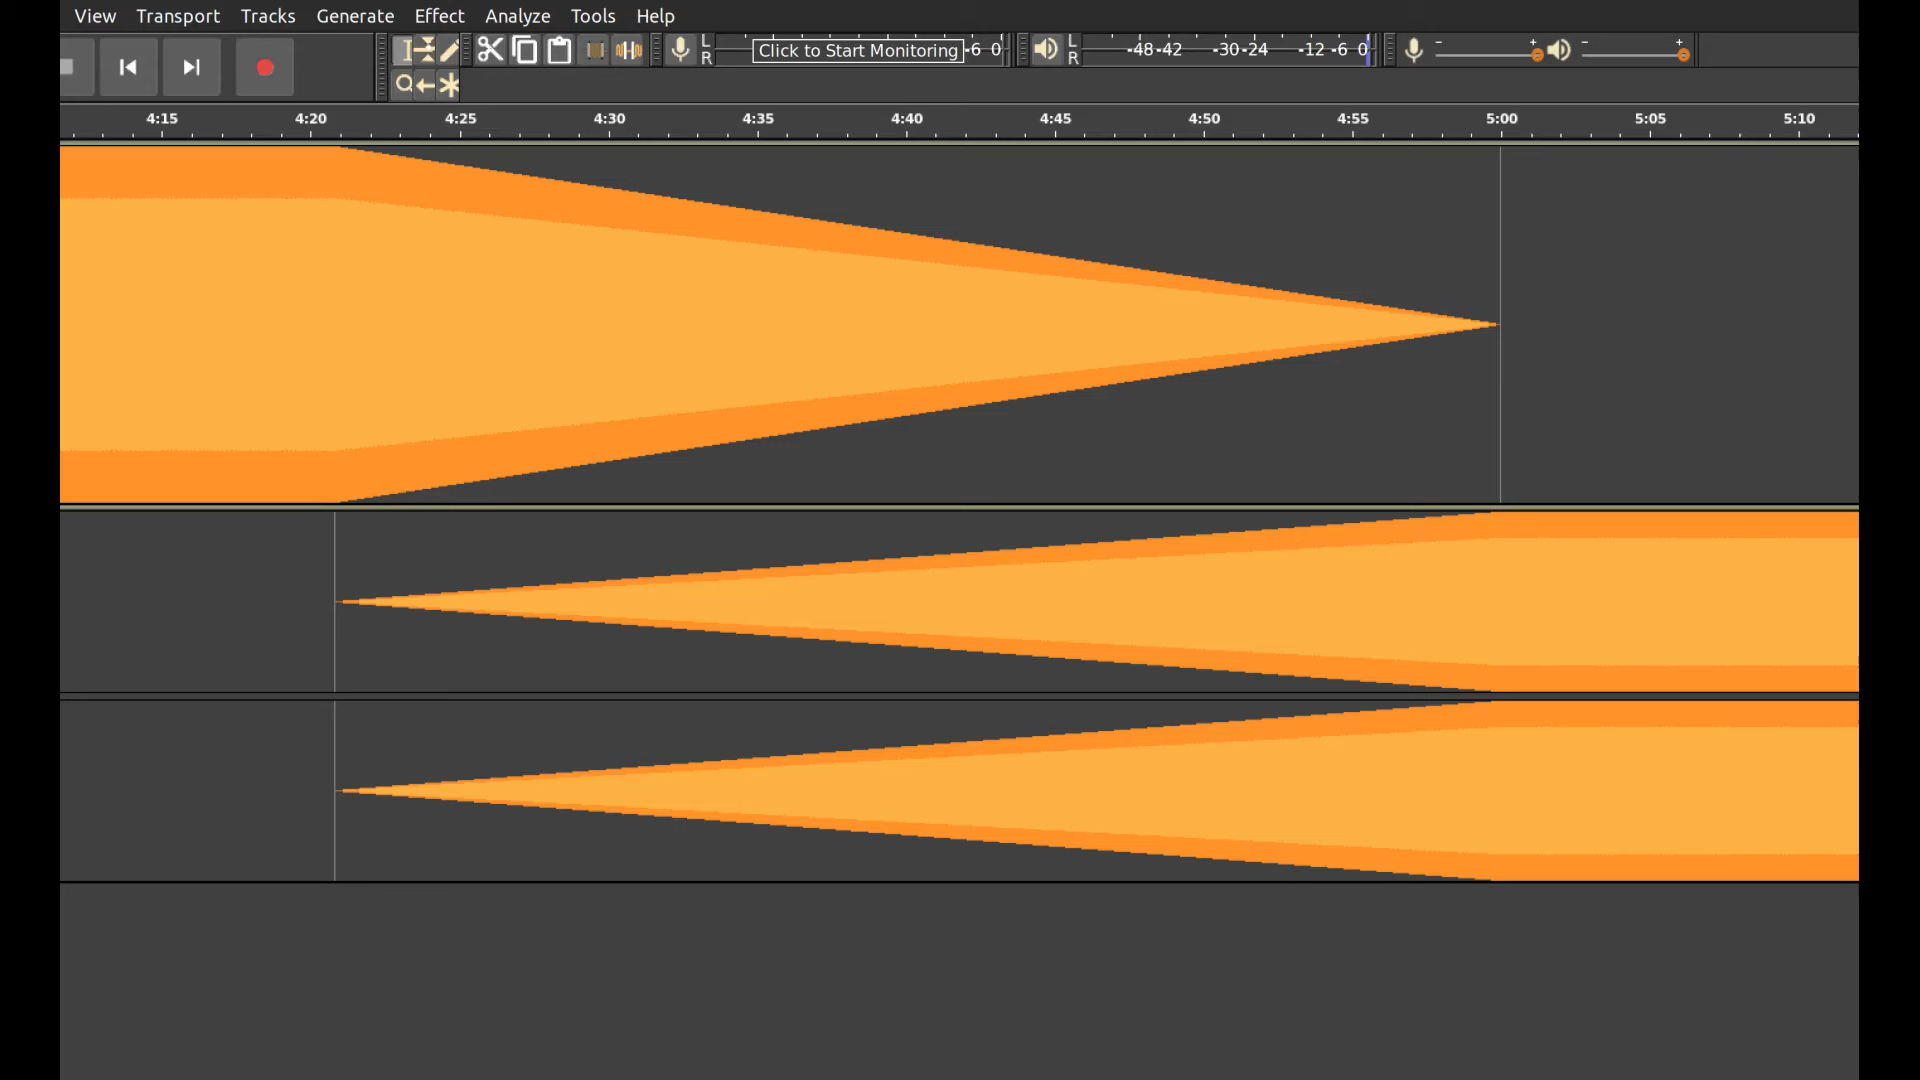 View Transport Tracks Generate Effect Analyze Tools Help
L R Click to Start Monitoring -6 0 L R -48 -42 -30 -24 -12 -6 0 - + - +
4:15 4:20 4:25 4:30 4:35 4:40 4:45 4:50 4:55 5:00 5:05 5:10